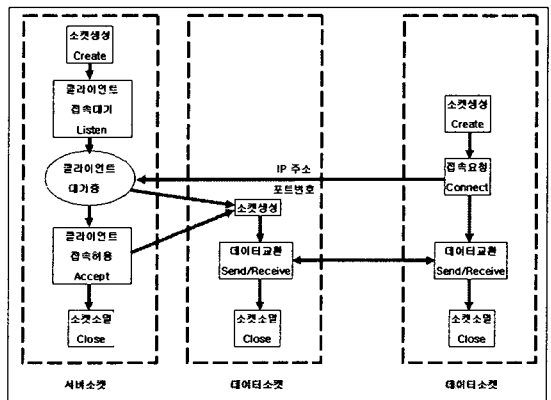 소켓생성
Create
클라이언트
접속대기
Listen
클라이언트
대기중
클라이언트
접속허용
Accept
소켓소멸
Close
서버소켓
IP 주소
포트번호
소켓생성
데이터교환
Send/Receive
소켓소멸
Close
데이터소켓
소켓생성
Create
접속요청
Connect
데이터교환
Send/Receive
소켓소멸
Close
데이터소켓